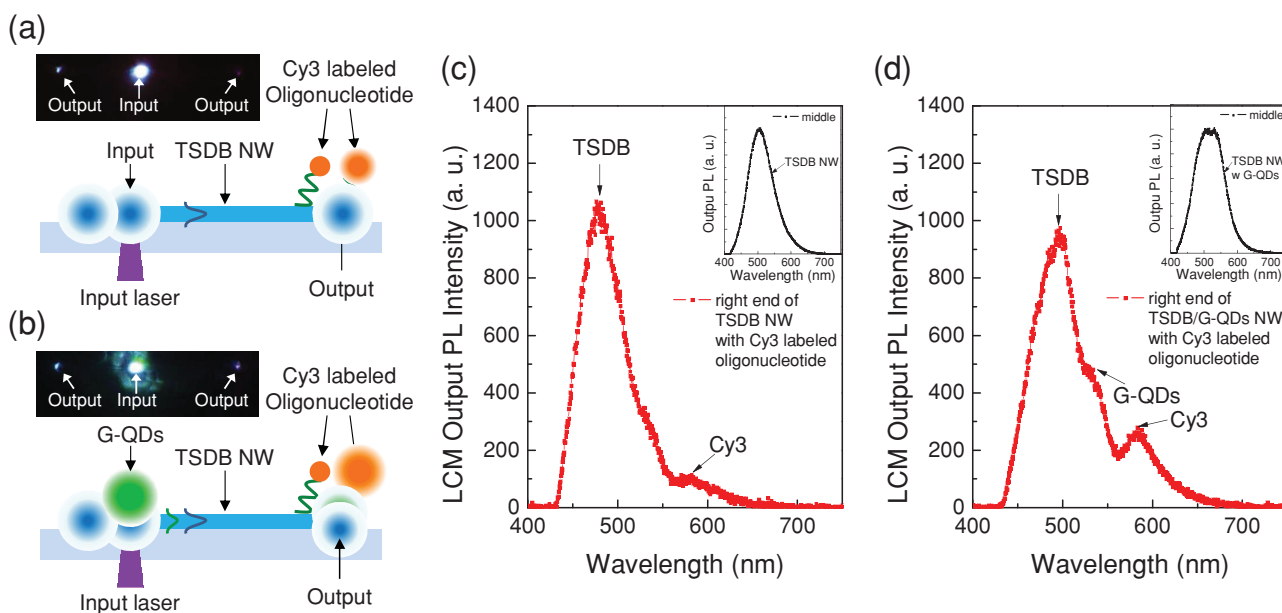 (a)
Output
Input
Output
Cy3 labeled
Oligonucleotide
Input
TSDB NW
Input laser
Output
(b)
Output
Input
Output
Cy3 labeled
Oligonucleotide
G-QDs
TSDB NW
Input laser
Output
(c)
LCM Output PL Intensity (a. u.)
1400
1200
1000
800
600
400
200
0
400 500 600 700
Wavelength (nm)
TSDB
Cy3
right end of
TSDB NW
with Cy3 labeled
oligonucleotide
middle
TSDB NW
Outpu PL (a. u.)
400 500 600 700
Wavelength (nm)
(d)
LCM Output PL Intensity (a. u.)
1400
1200
1000
800
600
400
200
0
400 500 600 700
Wavelength (nm)
TSDB
G-QDs
Cy3
right end of
TSDB/G-QDs NW
with Cy3 labeled
oligonucleotide
middle
TSDB NW
w G-QDs
Outpu PL (a. u.)
400 500 600 700
Wavelength (nm)